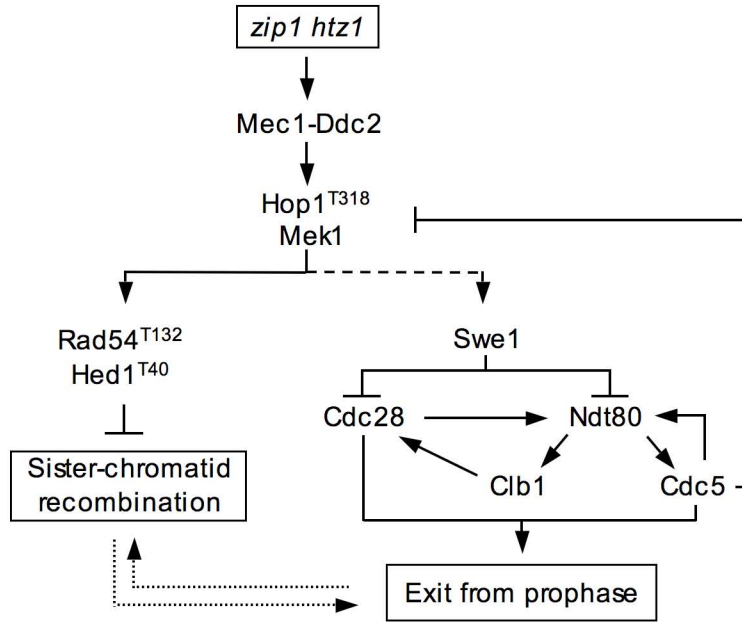 zip1 htz1
Mec1-Ddc2
Hop1T318
Mek1
Rad54T132
Hed1T40
Swe1
Cdc28
Ndt80
Clb1
Cdc5
Sister-chromatid
recombination
Exit from prophase